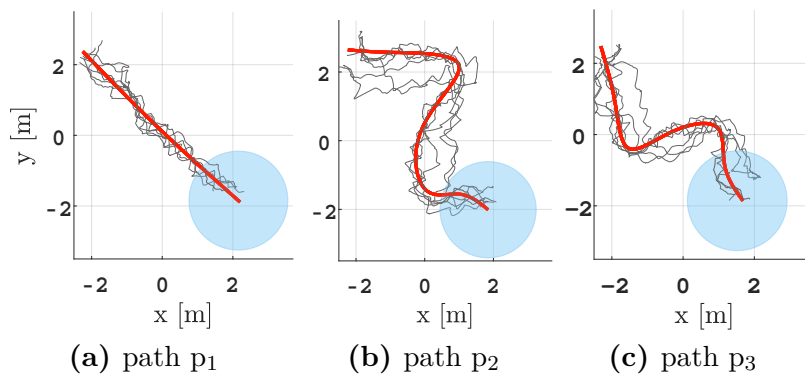 2
0
-2
y [m]
-2 0 2
x [m]
(a) path p₁
2
0
-2
-2 0 2
x [m]
(b) path p₂
2
0
−2
−2 0 2
x [m]
(c) path p₃